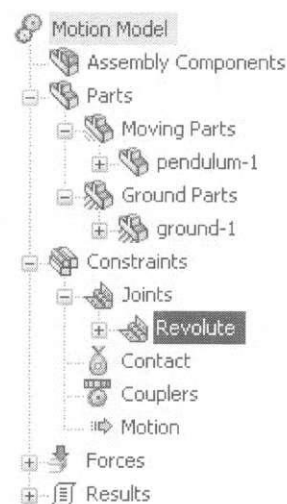 Motion Model
Assembly Components
Parts
Moving Parts
pendulum-1
Ground Parts
ground-1
Constraints
Joints
Revolute
Contact
Couplers
Motion
Forces
Results